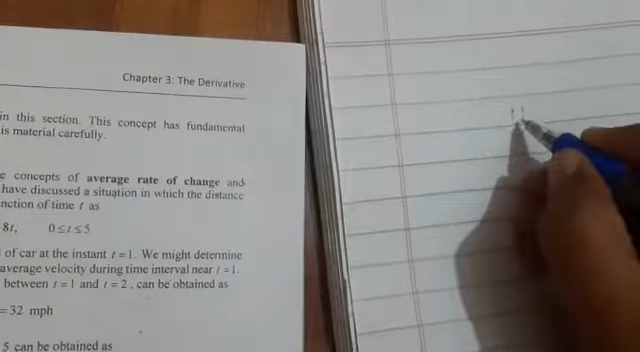 Chapter 3: The Derivative
in this section. This concept has fundamental
is material carefully.
concepts of average rate of change and
have discussed a situation in which the distance
nction of time t as
8t, 0 ≤ t ≤ 5
of car at the instant t = 1. We might determine
average velocity during time interval near t = 1.
between t = 1 and t = 2, can be obtained as
= 32 mph
5 can be obtained as